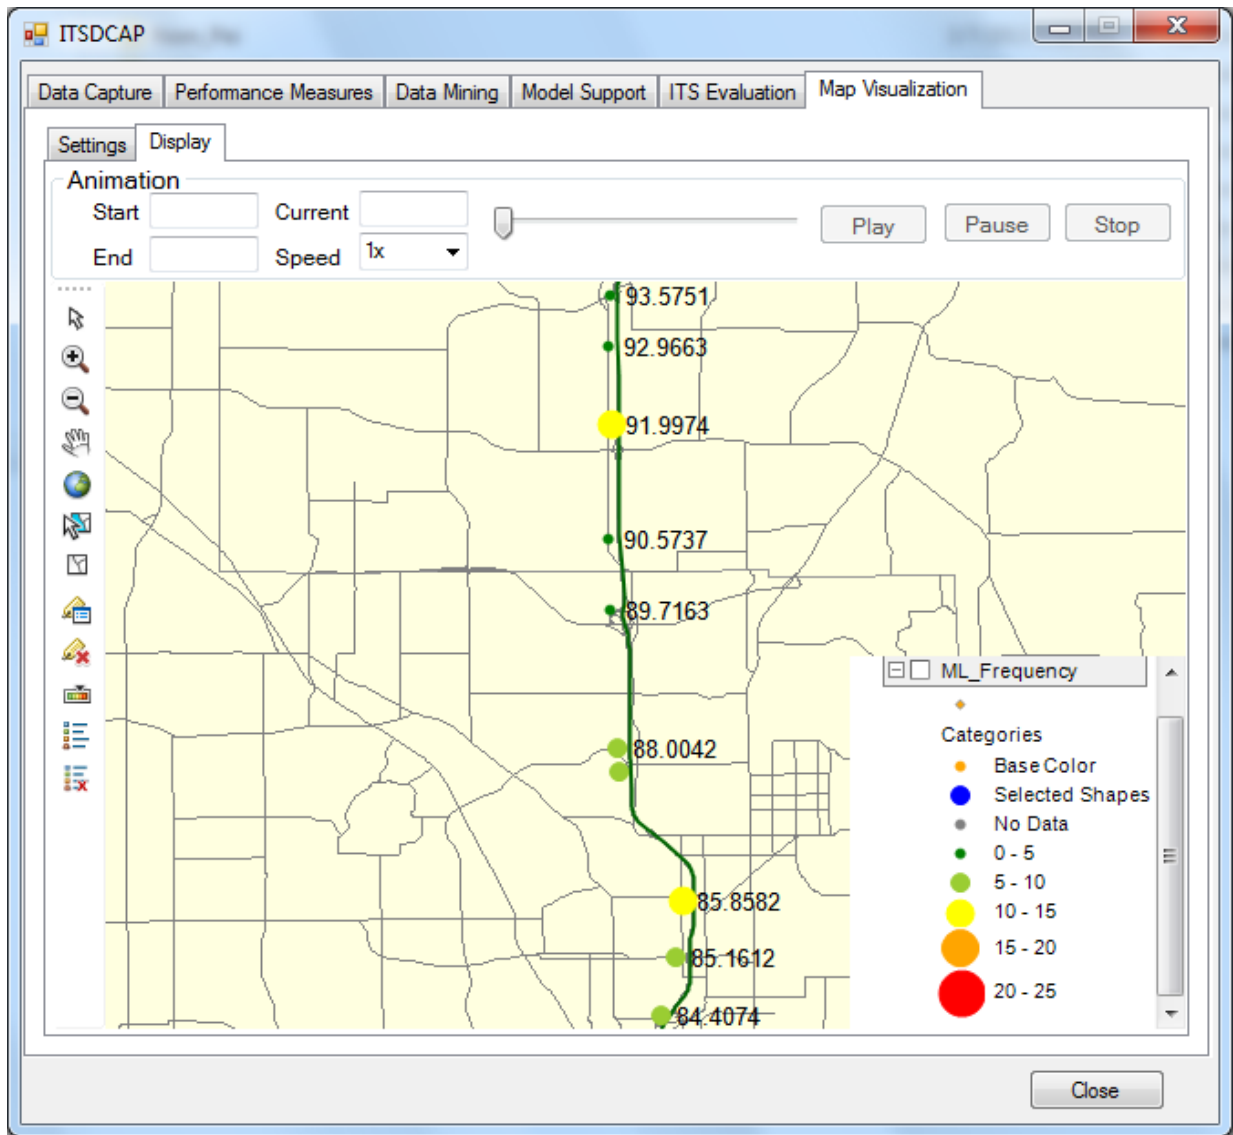 ITSDCAP
Data Capture Performance Measures Data Mining Model Support ITS Evaluation Map Visualization
Settings Display
Animation
Start Current
Play Pause Stop
End Speed 1x
93.5751
92.9663
91.9974
90.5737
89.7163
88.0042
85.8582
85.1612
84.4074
ML_Frequency
Categories
Base Color
Selected Shapes
No Data
0 - 5
5 - 10
10 - 15
15 - 20
20 - 25
Close